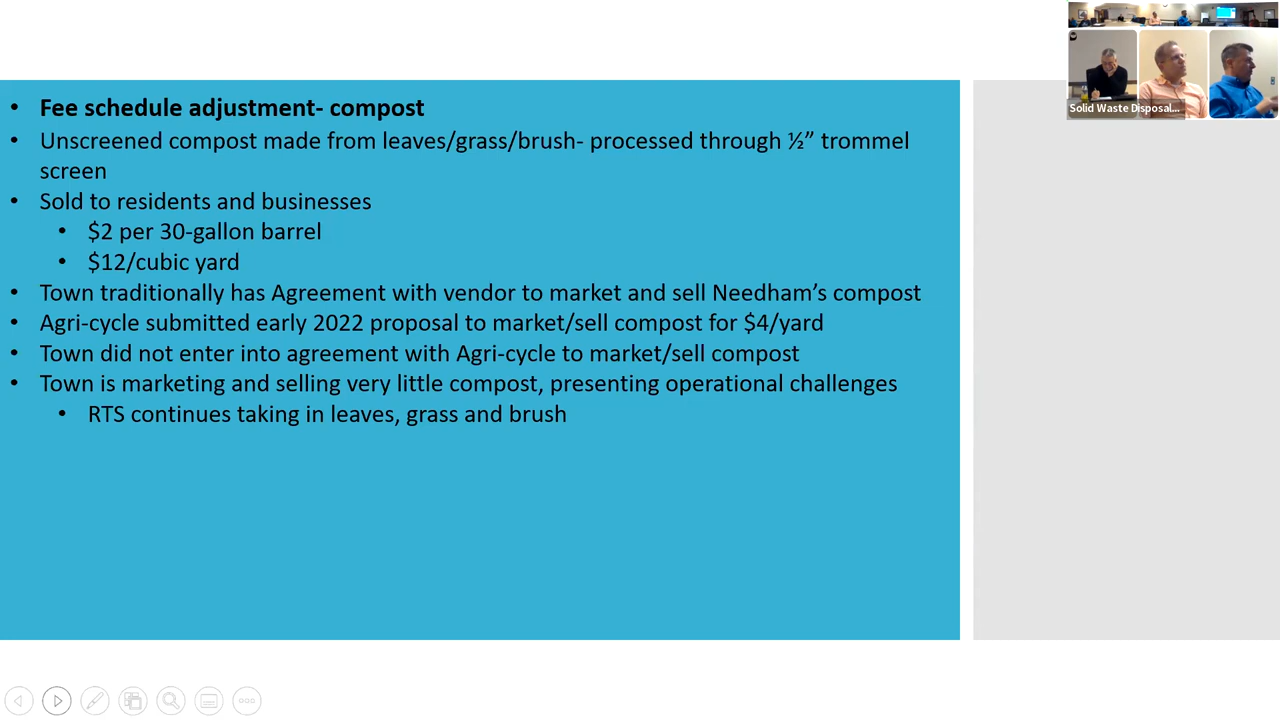 • Fee schedule adjustment- compost
• Unscreened compost made from leaves/grass/brush- processed through ½” trommel
screen
• Sold to residents and businesses
• $2 per 30-gallon barrel
• $12/cubic yard
• Town traditionally has Agreement with vendor to market and sell Needham’s compost
• Agri-cycle submitted early 2022 proposal to market/sell compost for $4/yard
• Town did not enter into agreement with Agri-cycle to market/sell compost
• Town is marketing and selling very little compost, presenting operational challenges
• RTS continues taking in leaves, grass and brush
Solid Waste Disposal...